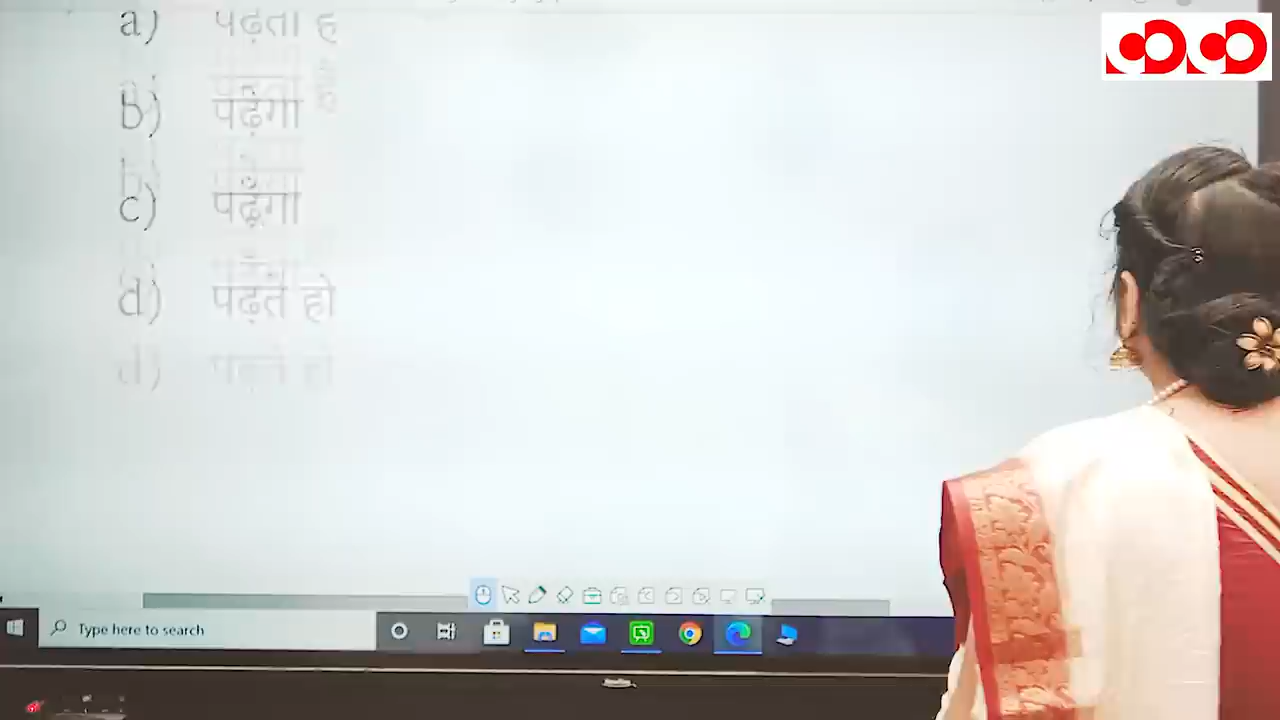 a) पढ़ता है
b) पढ़ेगा
c) पढ़ूँगा
d) पढ़ते हो
Type here to search